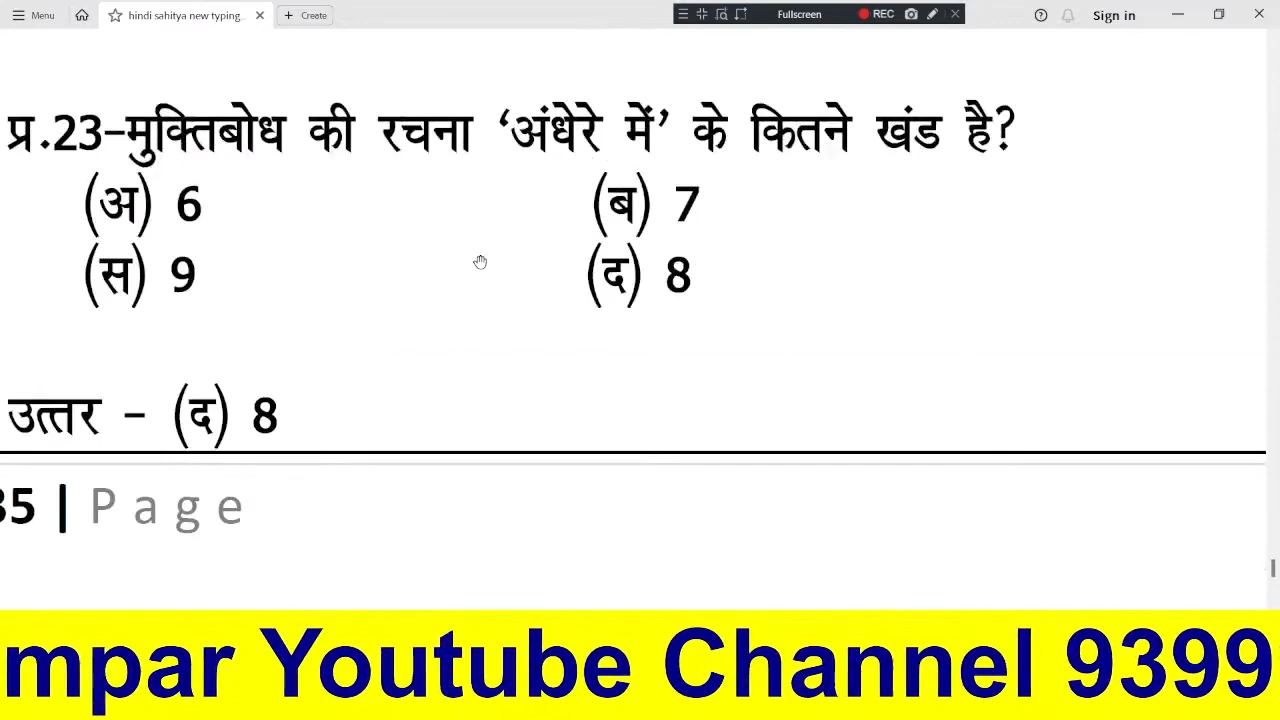 Menu hindi sahitya new typing... Create Fullscreen REC Sign in
प्र.23-मुक्तिबोध की रचना ‘अंधेरे में’ के कितने खंड है?
(अ) 6 (ब) 7
(स) 9 (द) 8
उत्तर - (द) 8
35 | Page
mpar Youtube Channel 9399